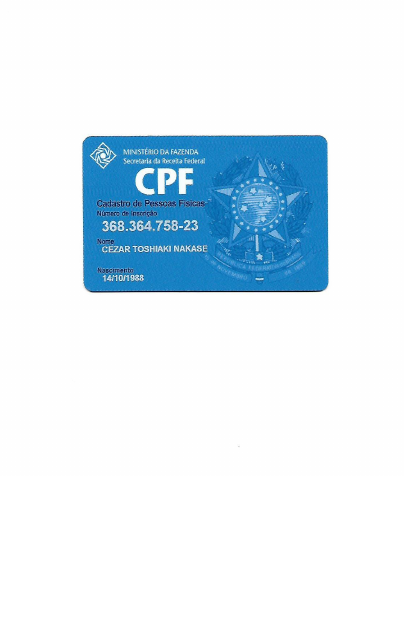 MINISTÉRIO DA FAZENDA
Secretaria da Receita Federal
CPF
Cadastro de Pessoas Físicas
Número de Inscrição
368.364.758-23
Nome
CEZAR TOSHIAKI NAKASE
Nascimento
14/10/1988